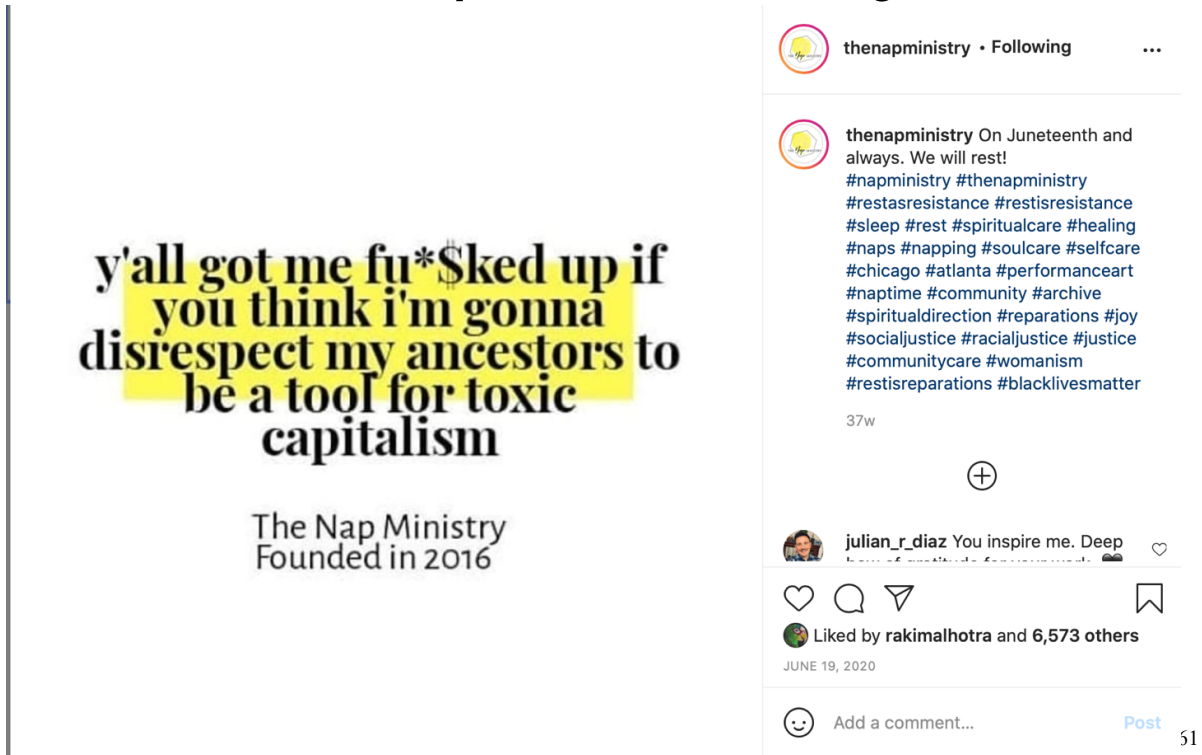 y'all got me fu*$ked up if
you think i'm gonna
disrespect my ancestors to
be a tool for toxic
capitalism
The Nap Ministry
Founded in 2016
thenapministry • Following
thenapministry On Juneteenth and
always. We will rest!
#napministry #thenapministry
#restasresistance #restisresistance
#sleep #rest #spiritualcare #healing
#naps #napping #soulcare #selfcare
#chicago #atlanta #performanceart
#naptime #community #archive
#spiritualdirection #reparations #joy
#socialjustice #racialjustice #justice
#communitycare #womanism
#restisreparations #blacklivesmatter
37w
julian_r_diaz You inspire me. Deep
Liked by rakimalhotra and 6,573 others
JUNE 19, 2020
Add a comment... Post